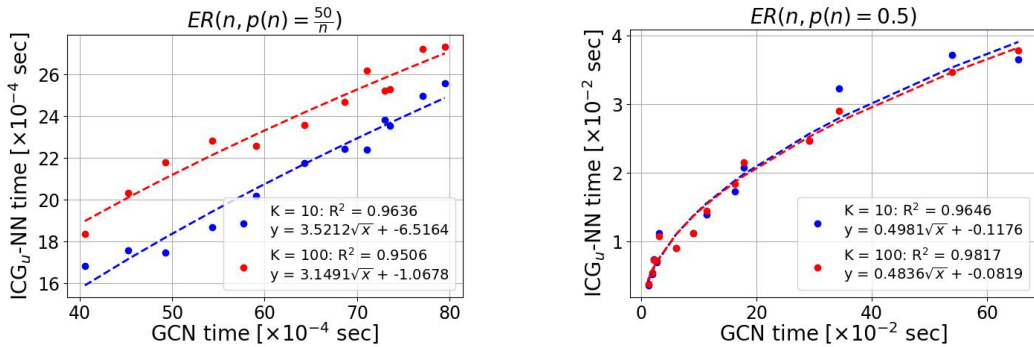 ER(n, p(n) = 50/n)
ICG_u-NN time [×10⁻⁴ sec]
26
24
22
20
18
16
K = 10: R² = 0.9636
y = 3.5212√x + -6.5164
K = 100: R² = 0.9506
y = 3.1491√x + -1.0678
40 50 60 70 80
GCN time [×10⁻⁴ sec]
ER(n, p(n) = 0.5)
ICG_u-NN time [×10⁻² sec]
4
3
2
1
K = 10: R² = 0.9646
y = 0.4981√x + -0.1176
K = 100: R² = 0.9817
y = 0.4836√x + -0.0819
0 20 40 60
GCN time [×10⁻² sec]